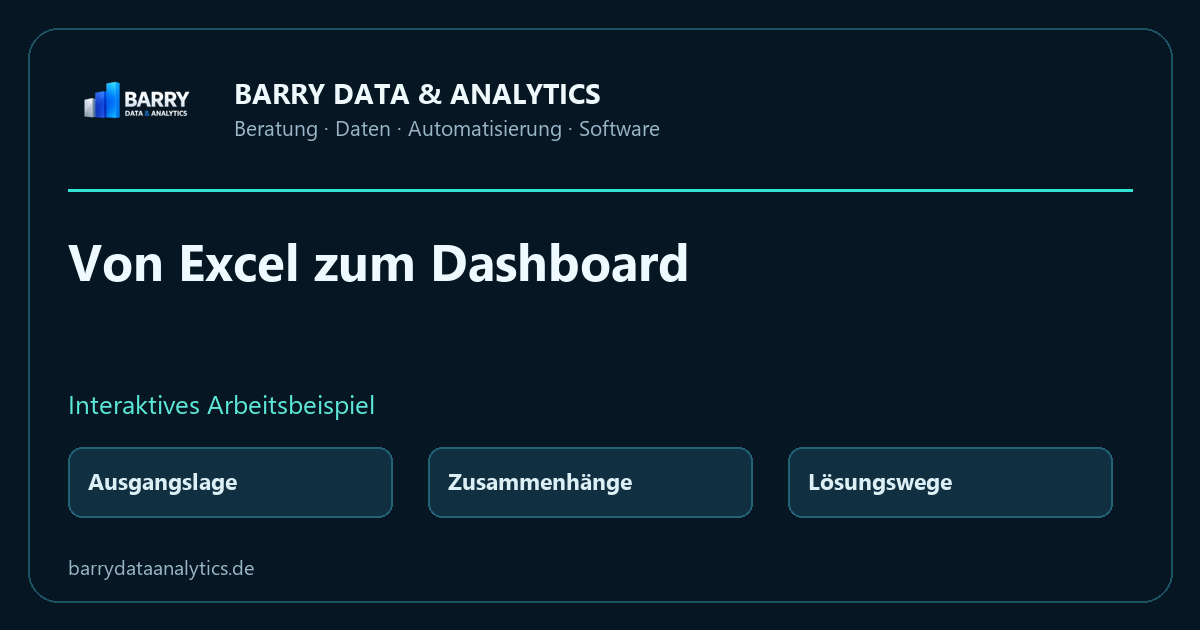 BARRY
DATA & ANALYTICS
BARRY DATA & ANALYTICS
Beratung · Daten · Automatisierung · Software
Von Excel zum Dashboard
Interaktives Arbeitsbeispiel
Ausgangslage
Zusammenhänge
Lösungswege
barrydataanalytics.de